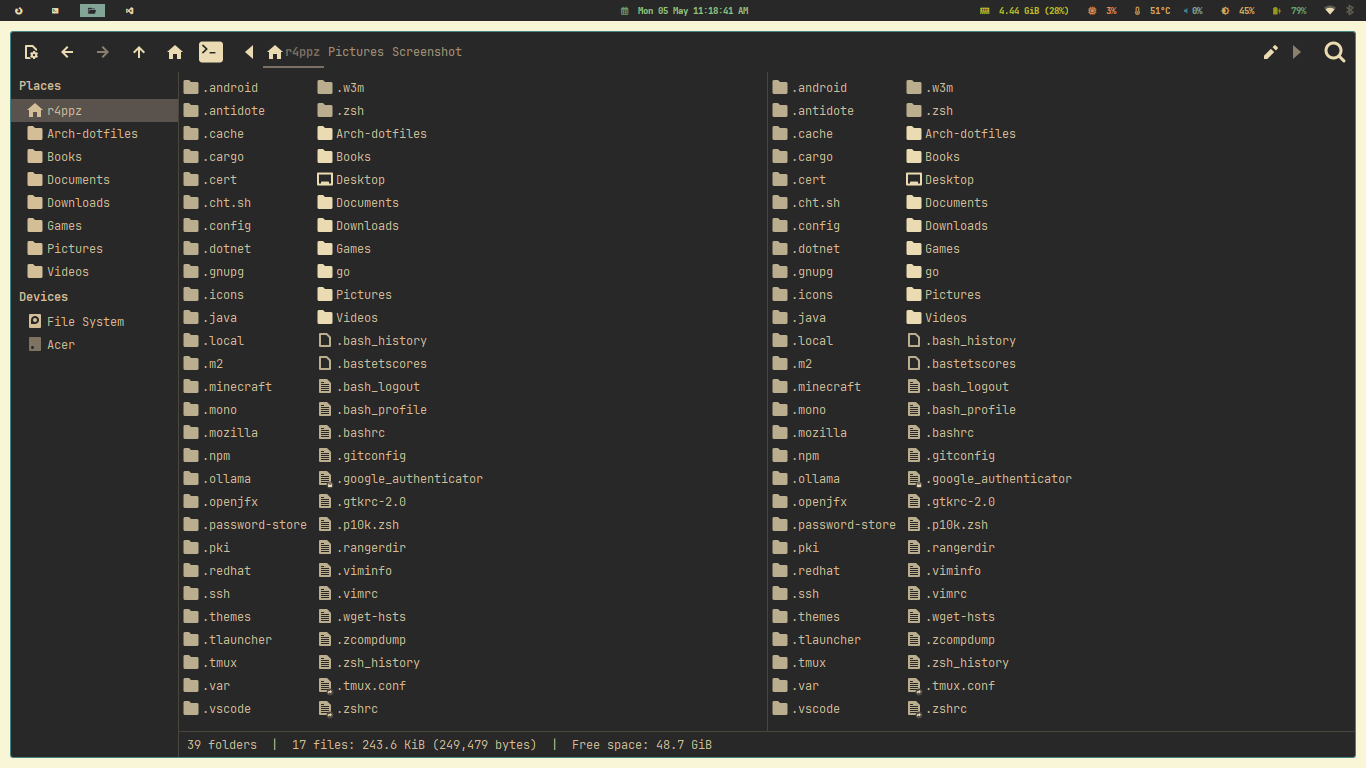 Mon 05 May 11:18:41 AM
4.44 GiB (28%) 3% 51°C 0% 45% 79%
r4ppz Pictures Screenshot
Places
r4ppz
Arch-dotfiles
Books
Documents
Downloads
Games
Pictures
Videos
Devices
File System
Acer
.android
.antidote
.cache
.cargo
.cert
.cht.sh
.config
.dotnet
.gnupg
.icons
.java
.local
.m2
.minecraft
.mono
.mozilla
.npm
.ollama
.openjfx
.password-store
.pki
.redhat
.ssh
.themes
.tlauncher
.tmux
.var
.vscode
.w3m
.zsh
Arch-dotfiles
Books
Desktop
Documents
Downloads
Games
go
Pictures
Videos
.bash_history
.bastetscores
.bash_logout
.bash_profile
.bashrc
.gitconfig
.google_authenticator
.gtkrc-2.0
.p10k.zsh
.rangerdir
.viminfo
.vimrc
.wget-hsts
.zcompdump
.zsh_history
.tmux.conf
.zshrc
.android
.antidote
.cache
.cargo
.cert
.cht.sh
.config
.dotnet
.gnupg
.icons
.java
.local
.m2
.minecraft
.mono
.mozilla
.npm
.ollama
.openjfx
.password-store
.pki
.redhat
.ssh
.themes
.tlauncher
.tmux
.var
.vscode
.w3m
.zsh
Arch-dotfiles
Books
Desktop
Documents
Downloads
Games
go
Pictures
Videos
.bash_history
.bastetscores
.bash_logout
.bash_profile
.bashrc
.gitconfig
.google_authenticator
.gtkrc-2.0
.p10k.zsh
.rangerdir
.viminfo
.vimrc
.wget-hsts
.zcompdump
.zsh_history
.tmux.conf
.zshrc
39 folders | 17 files: 243.6 KiB (249,479 bytes) | Free space: 48.7 GiB